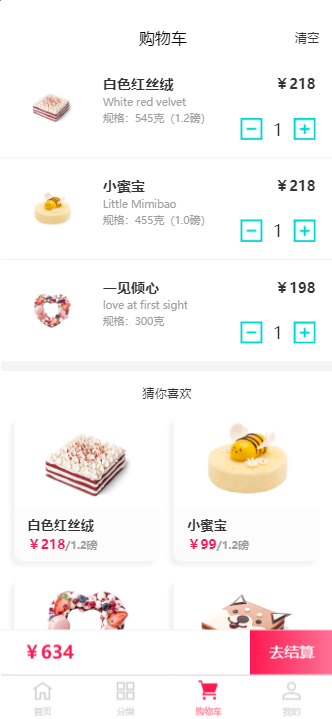 购物车
清空
白色红丝绒
￥218
White red velvet
规格：545克 (1.2磅)
1
小蜜宝
￥218
Little Mimibao
规格：455克 (1.0磅)
1
一见倾心
￥198
love at first sight
规格：300克
1
猜你喜欢
白色红丝绒
￥218/1.2磅
小蜜宝
￥99/1.2磅
￥634
去结算
首页
分类
购物车
我的